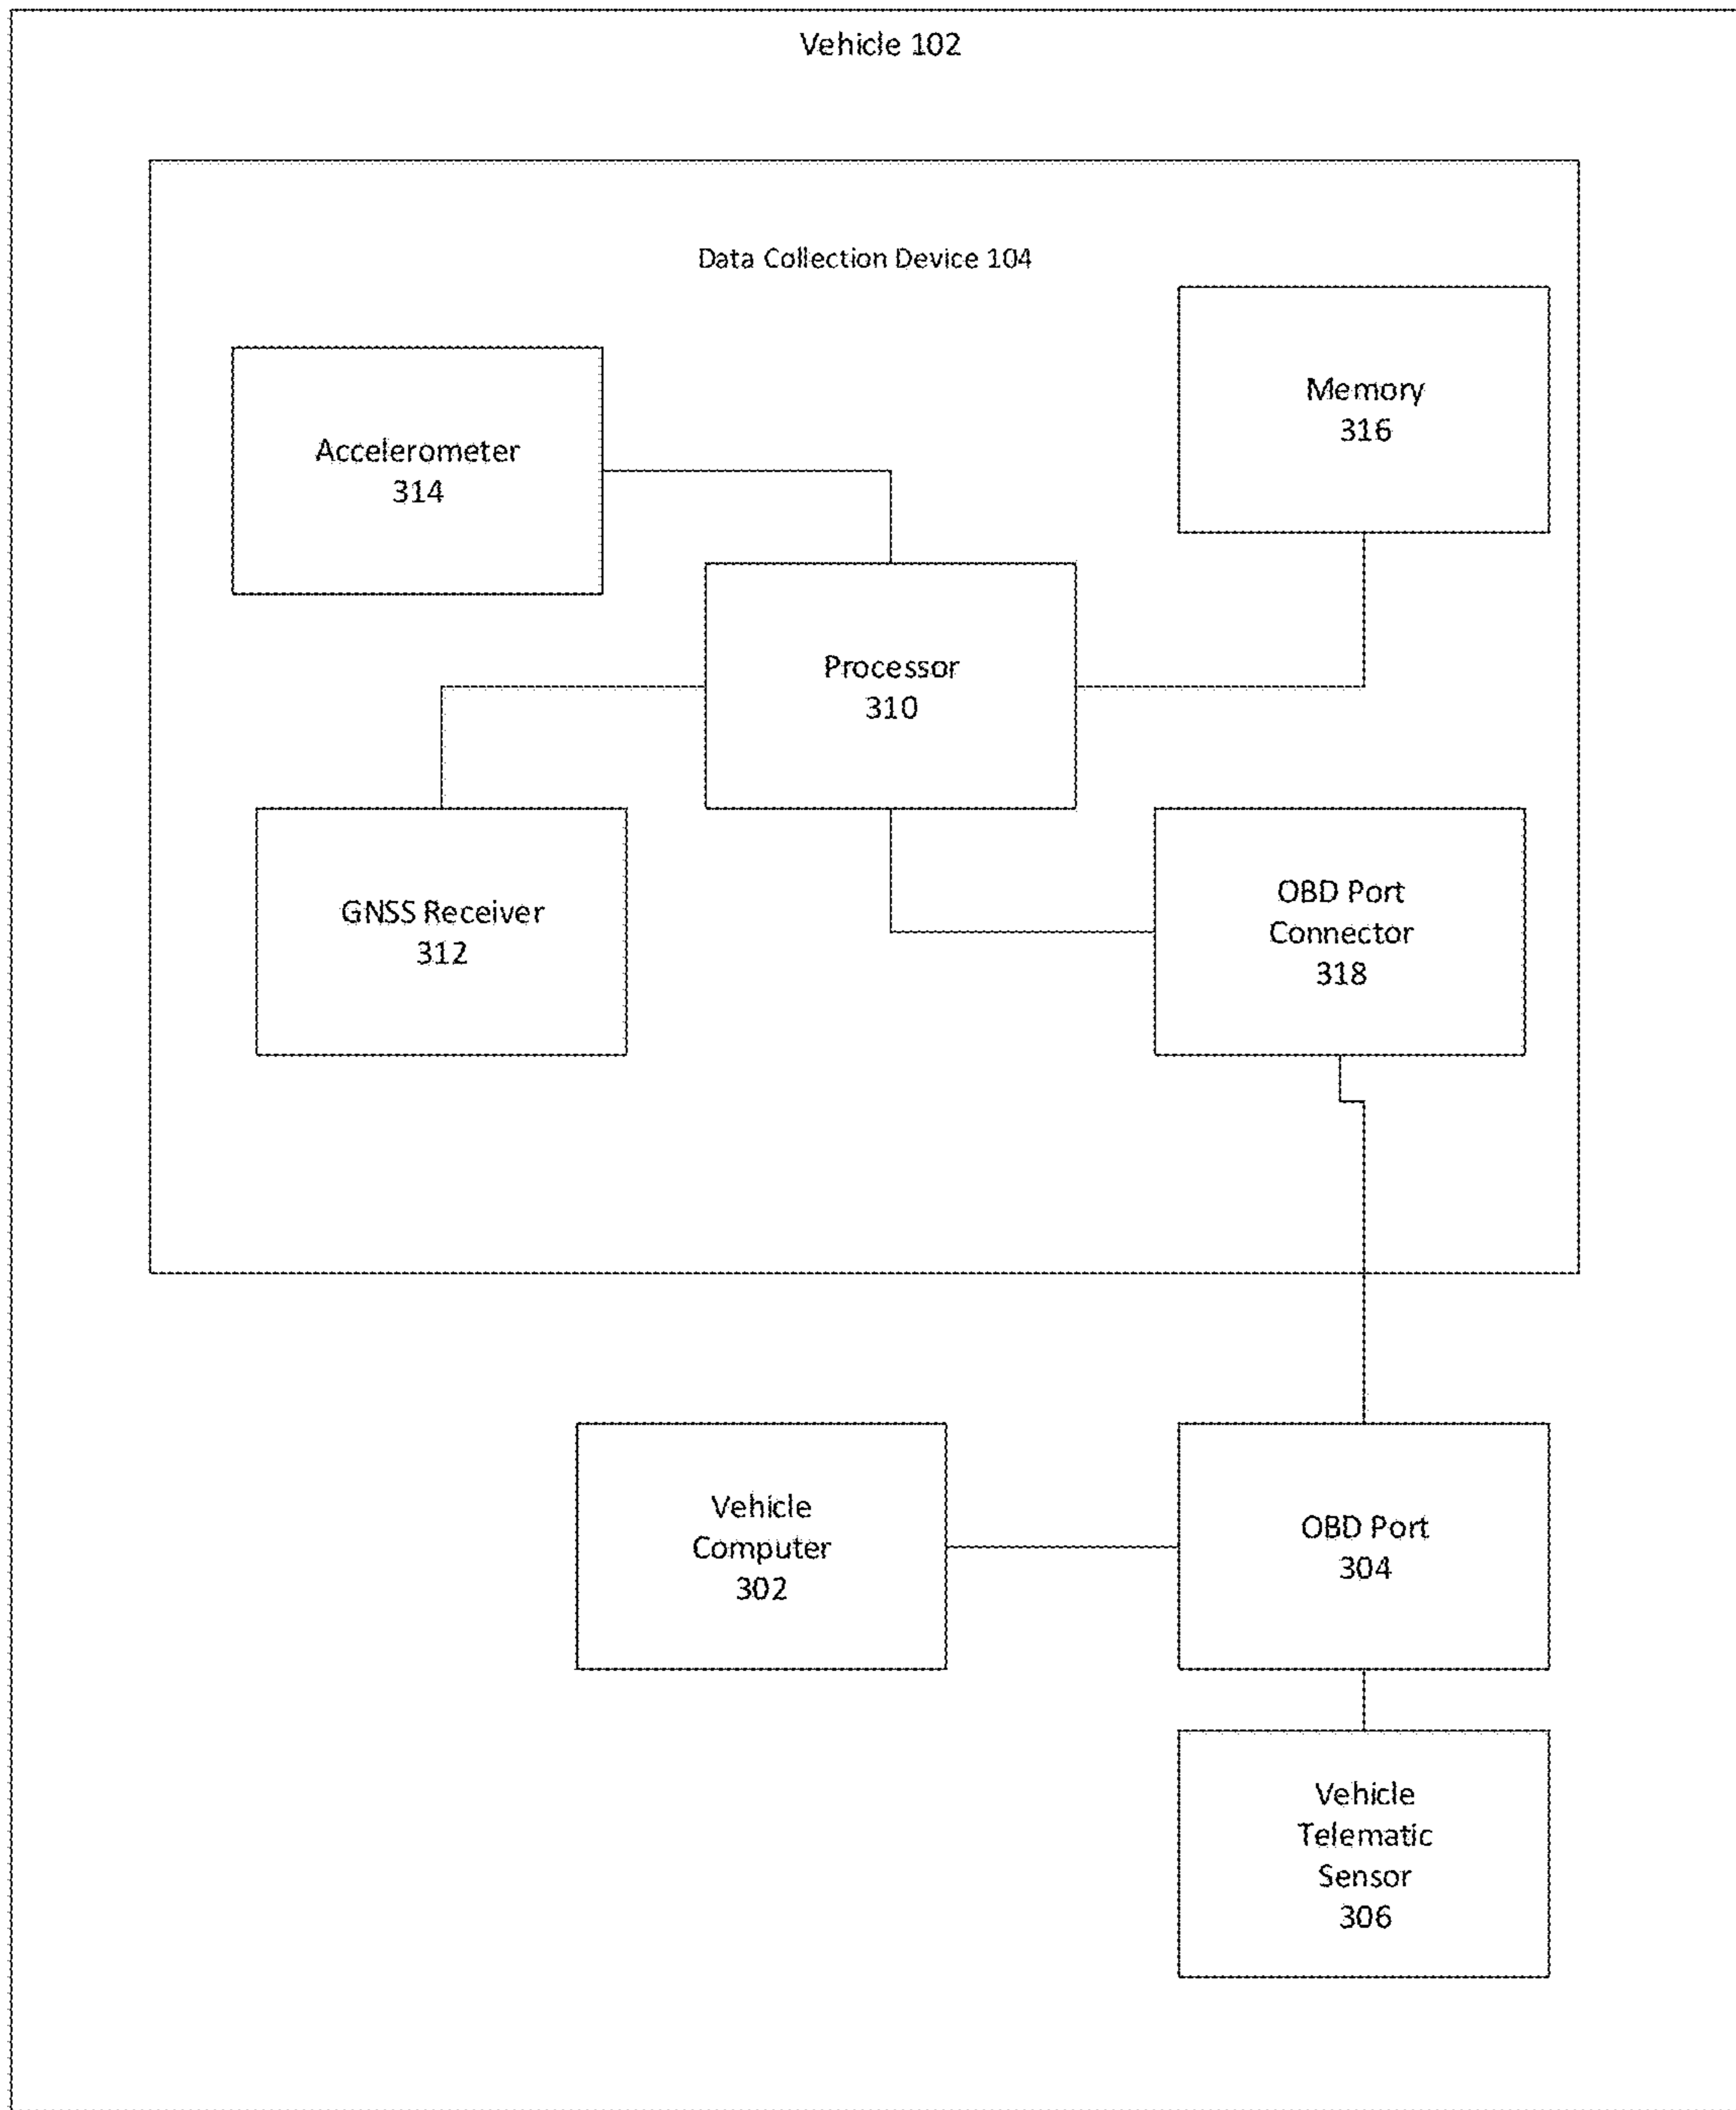 Vehicle 102
Data Collection Device 104
Memory
316
Accelerometer
314
Processor
310
GNSS Receiver
312
OBD Port
Connector
318
Vehicle
Computer
302
OBD Port
304
Vehicle
Telematic
Sensor
306